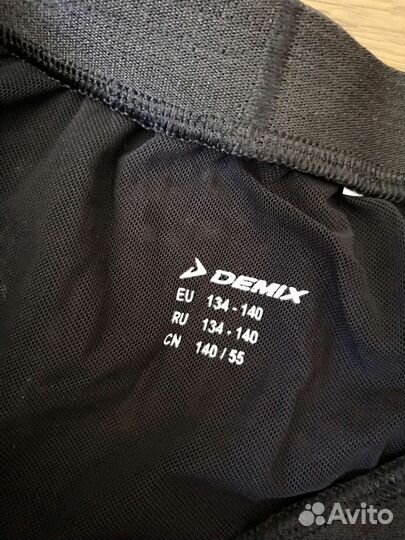 DEMIX
EU 134 - 140
RU 134 - 140
CN 140 / 55
Avito